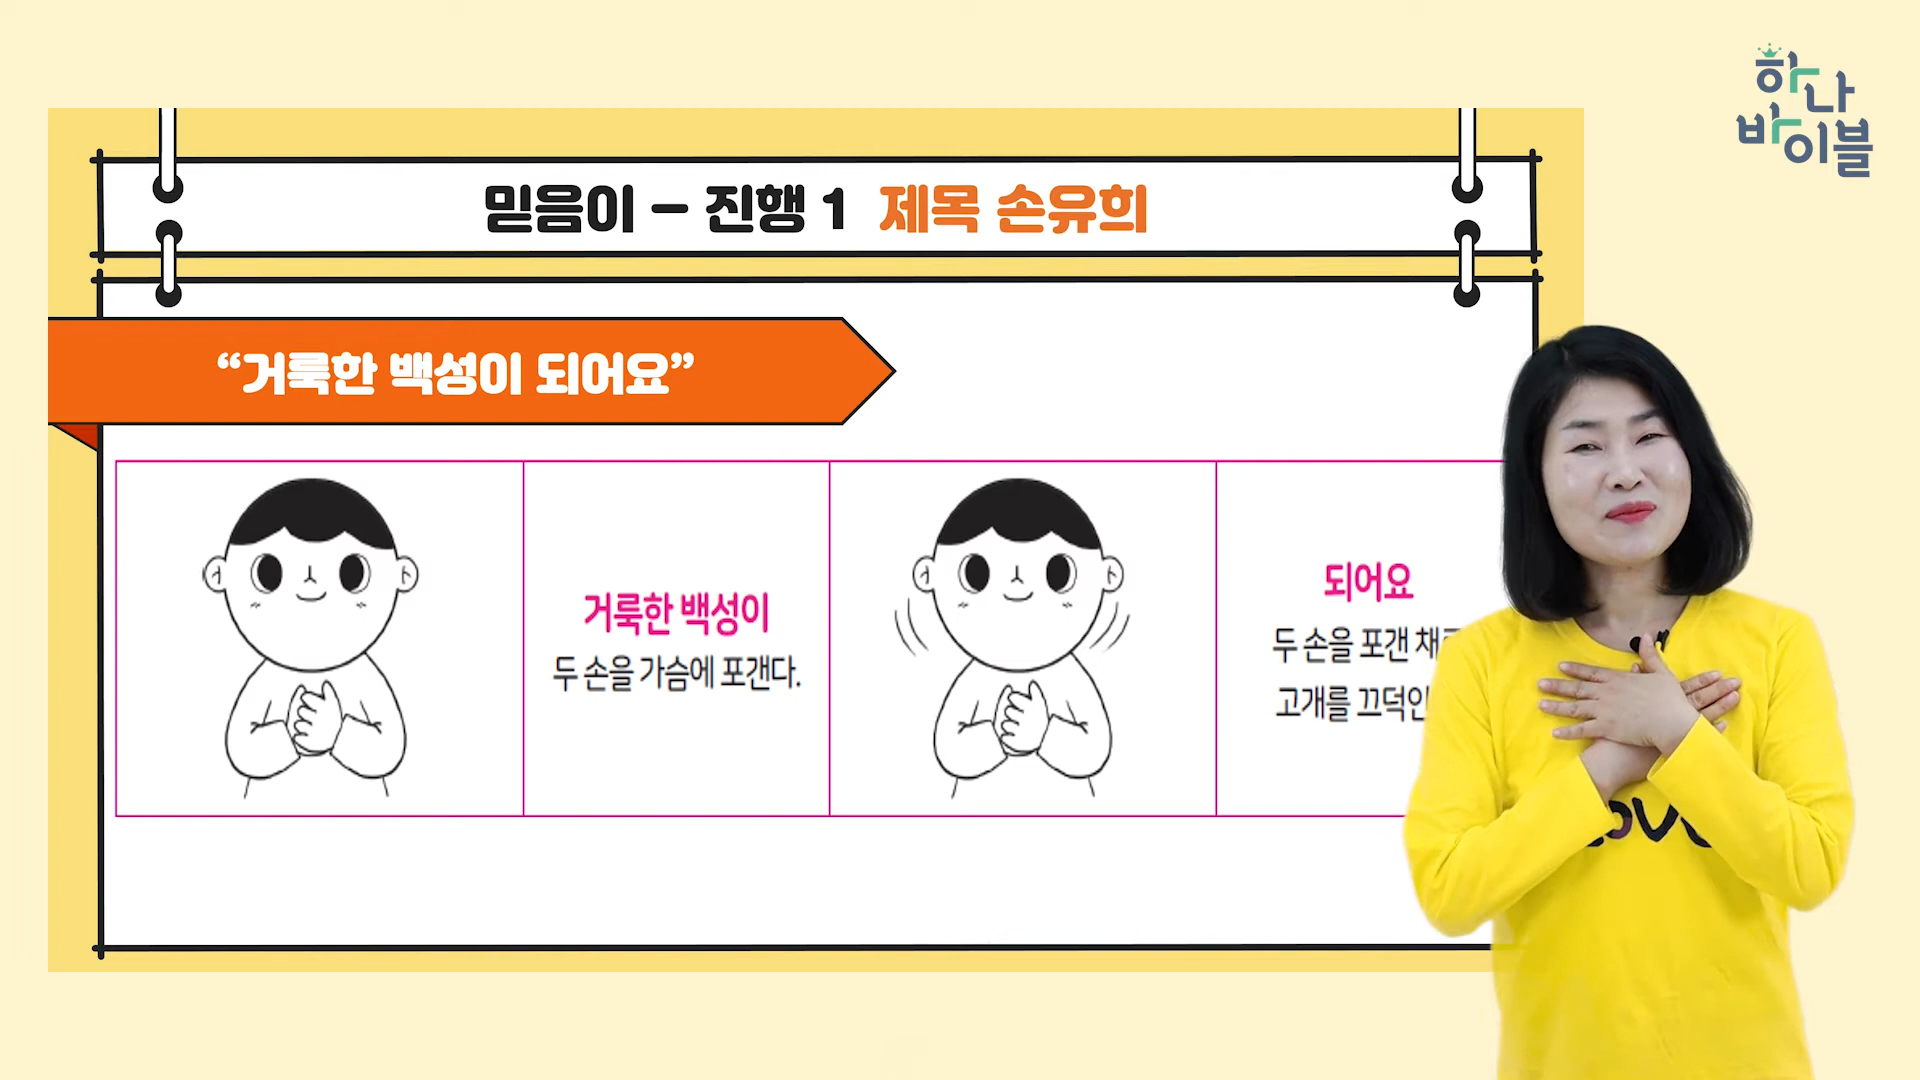 하나
바이블
믿음이 – 진행 1 제목 손유희
“거룩한 백성이 되어요”
거룩한 백성이
두 손을 가슴에 포갠다.
되어요
두 손을 포갠 채
고개를